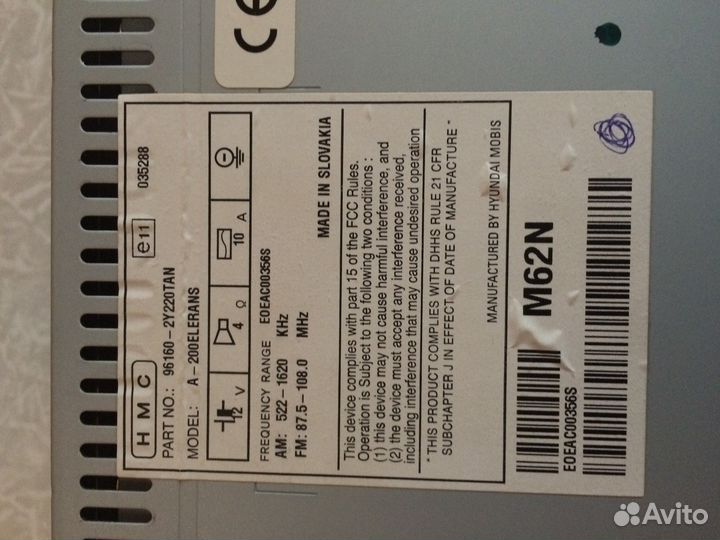 CE
HMC
e11
035288
PART NO.: 96160-2Y220TAN
MODEL: A-200ELERANS
12 V
4 Ω
10 A
FREQUENCY RANGE E0EAC00356S
AM: 522-1620 KHz
FM: 87.5-108.0 MHz
MADE IN SLOVAKIA
This device complies with part 15 of the FCC Rules.
Operation is Subject to the following two conditions :
(1) this device may not cause harmful interference, and
(2) the device must accept any interference received,
including interference that may cause undesired operation
* THIS PRODUCT COMPLIES WITH DHHS RULE 21 CFR
SUBCHAPTER J IN EFFECT OF DATE OF MANUFACTURE *
MANUFACTURED BY HYUNDAI MOBIS
M62N
E0EAC00356S
Avito